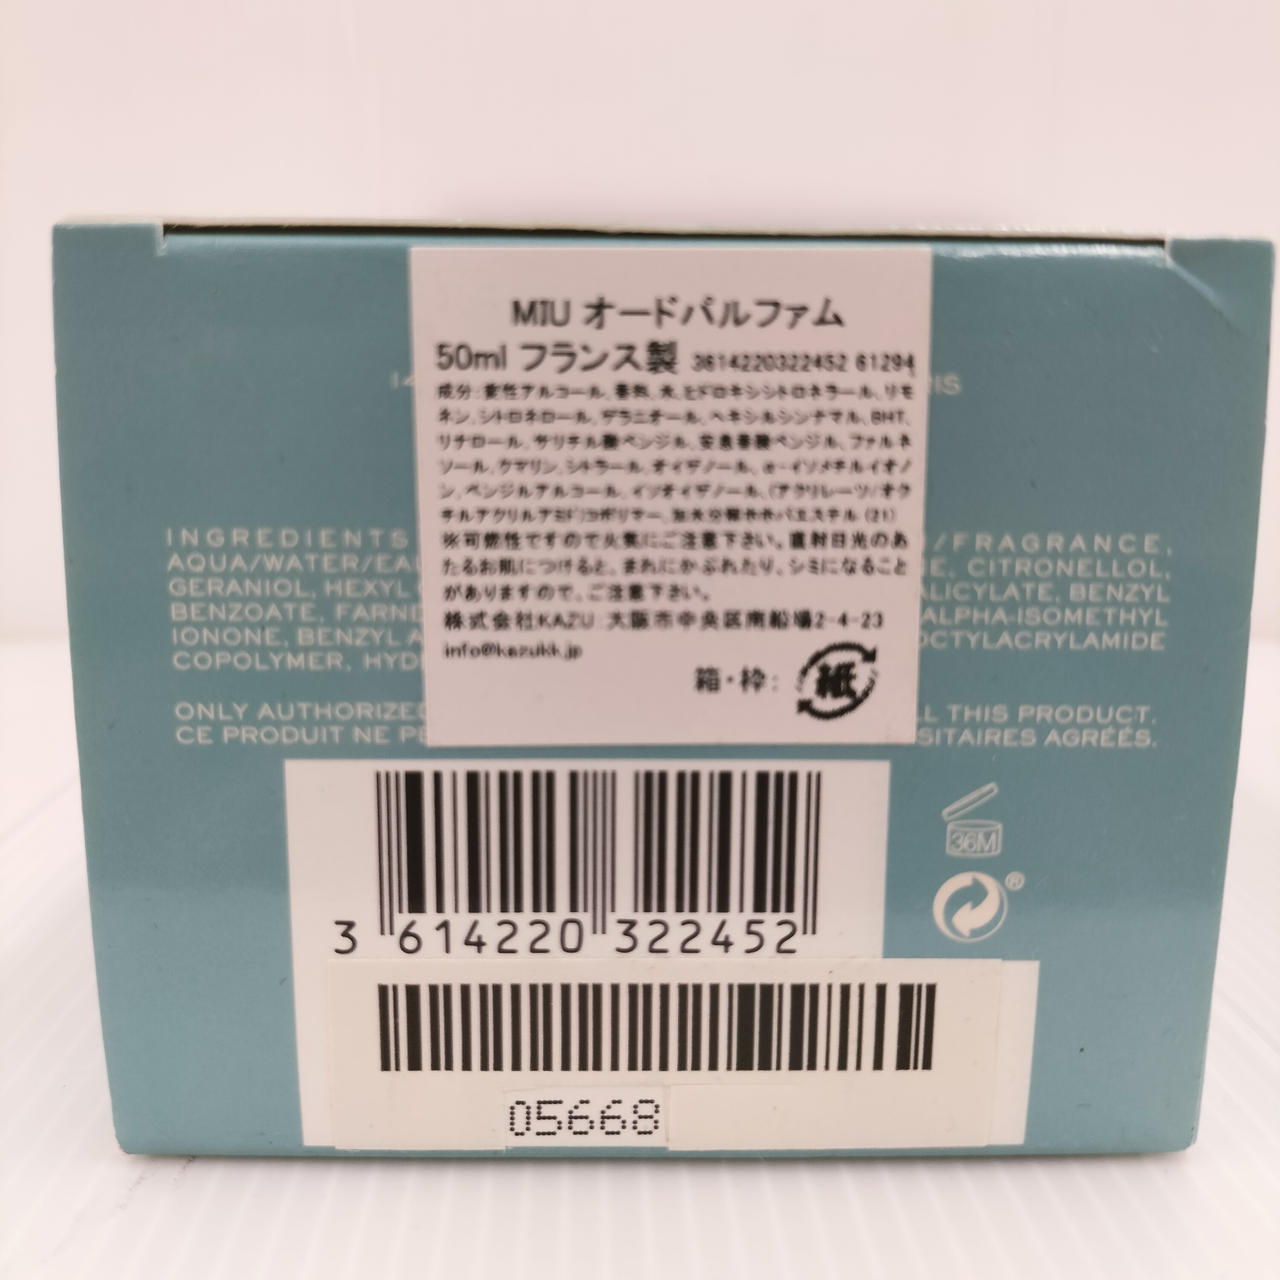 MIU オードパルファム
50ml フランス製 3614220322452 61294
RIS
成分:変性アルコール、香料、水、ヒドロキシシトロネラール、リモ
ネン、シトロネロール、ゲラニオール、ヘキシルシンナマル、BHT、
リナロール、サリチル酸ベンジル、安息香酸ベンジル、ファルネ
ソール、クマリン、シトラール、オイゲノール、α-イソメチルイオノ
ン、ベンジルアルコール、イソオイゲノール、(アクリレーツ/オク
チルアクリルアミド)コポリマー、加水分解ホホバエステル (21)
※可燃性ですので火気にご注意下さい。直射日光のあ
たるお肌につけると、まれにかぶれたり、シミになること
がありますので、ご注意下さい。
株式会社KAZU:大阪市中央区南船場2-4-23
info@kazukk.jp
箱・枠: 紙
INGREDIENTS /FRAGRANCE,
AQUA/WATER/EAU CITRONELLOL,
GERANIOL, HEXYL ALICYLATE, BENZYL
BENZOATE, FARNE ALPHA-ISOMETHYL
IONONE, BENZYL A OCTYLACRYLAMIDE
COPOLYMER, HYD
ONLY AUTHORIZED LL THIS PRODUCT.
CE PRODUIT NE PE SITAIRES AGRÉÉS.
36M
®
3 614220 322452
05668